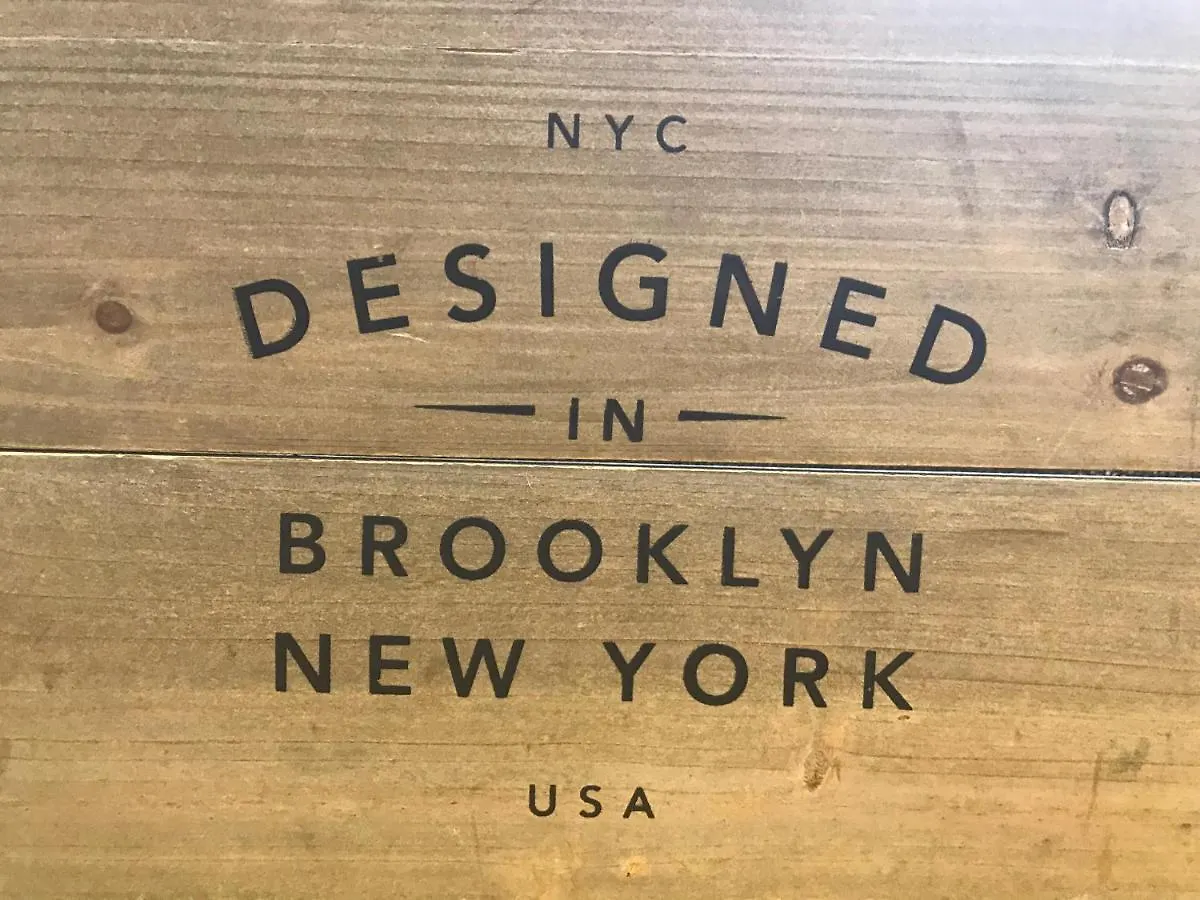 NYC
DESIGNED
IN
BROOKLYN
NEW YORK
USA